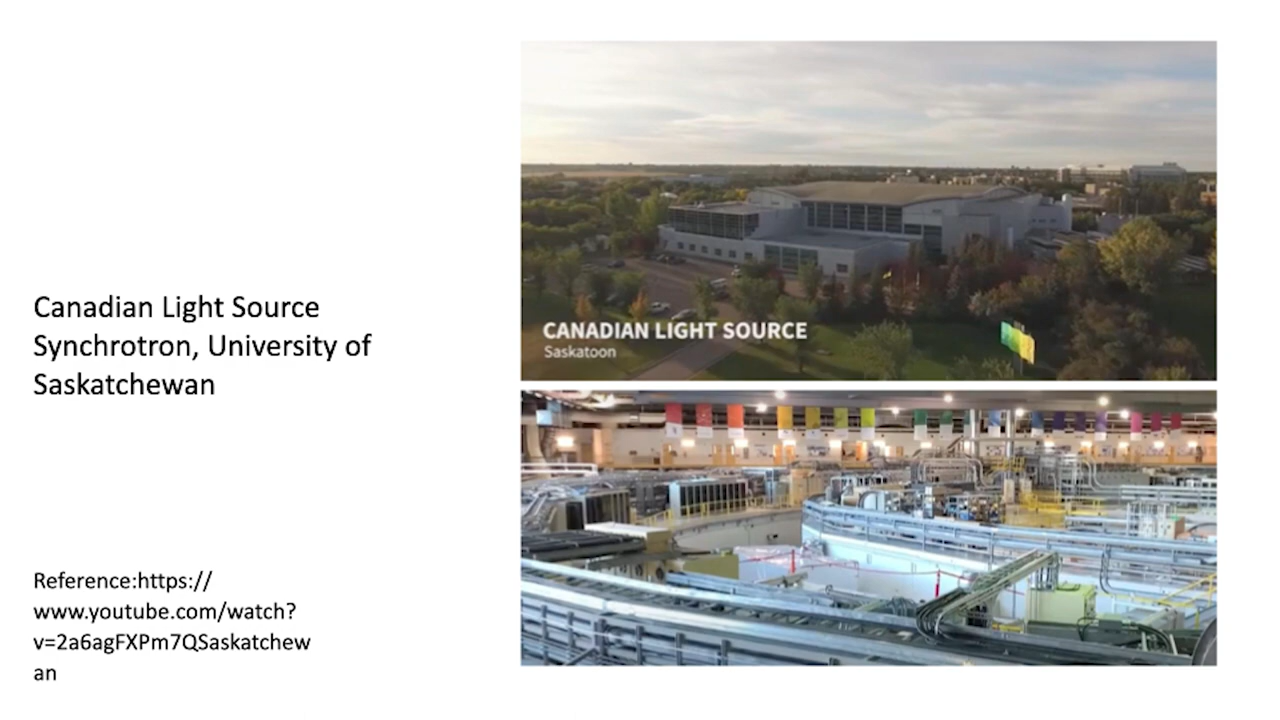 Canadian Light Source
Synchrotron, University of
Saskatchewan
Reference:https://
www.youtube.com/watch?
v=2a6agFXPm7QSaskatchew
an
CANADIAN LIGHT SOURCE
Saskatoon